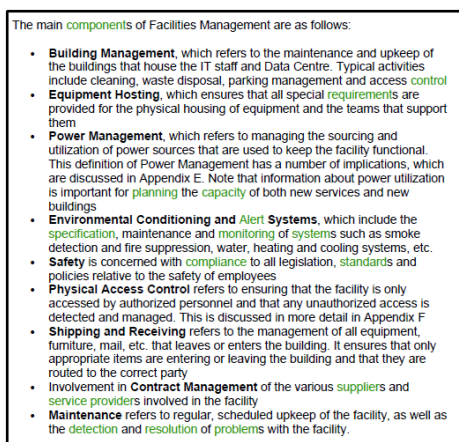 The main components of Facilities Management are as follows:
• Building Management, which refers to the maintenance and upkeep of
the buildings that house the IT staff and Data Centre. Typical activities
include cleaning, waste disposal, parking management and access control
• Equipment Hosting, which ensures that all special requirements are
provided for the physical housing of equipment and the teams that support
them
• Power Management, which refers to managing the sourcing and
utilization of power sources that are used to keep the facility functional.
This definition of Power Management has a number of implications, which
are discussed in Appendix E. Note that information about power utilization
is important for planning the capacity of both new services and new
buildings
• Environmental Conditioning and Alert Systems, which include the
specification, maintenance and monitoring of systems such as smoke
detection and fire suppression, water, heating and cooling systems, etc.
• Safety is concerned with compliance to all legislation, standards and
policies relative to the safety of employees
• Physical Access Control refers to ensuring that the facility is only
accessed by authorized personnel and that any unauthorized access is
detected and managed. This is discussed in more detail in Appendix F
• Shipping and Receiving refers to the management of all equipment,
furniture, mail, etc. that leaves or enters the building. It ensures that only
appropriate items are entering or leaving the building and that they are
routed to the correct party
• Involvement in Contract Management of the various suppliers and
service providers involved in the facility
• Maintenance refers to regular, scheduled upkeep of the facility, as well as
the detection and resolution of problems with the facility.